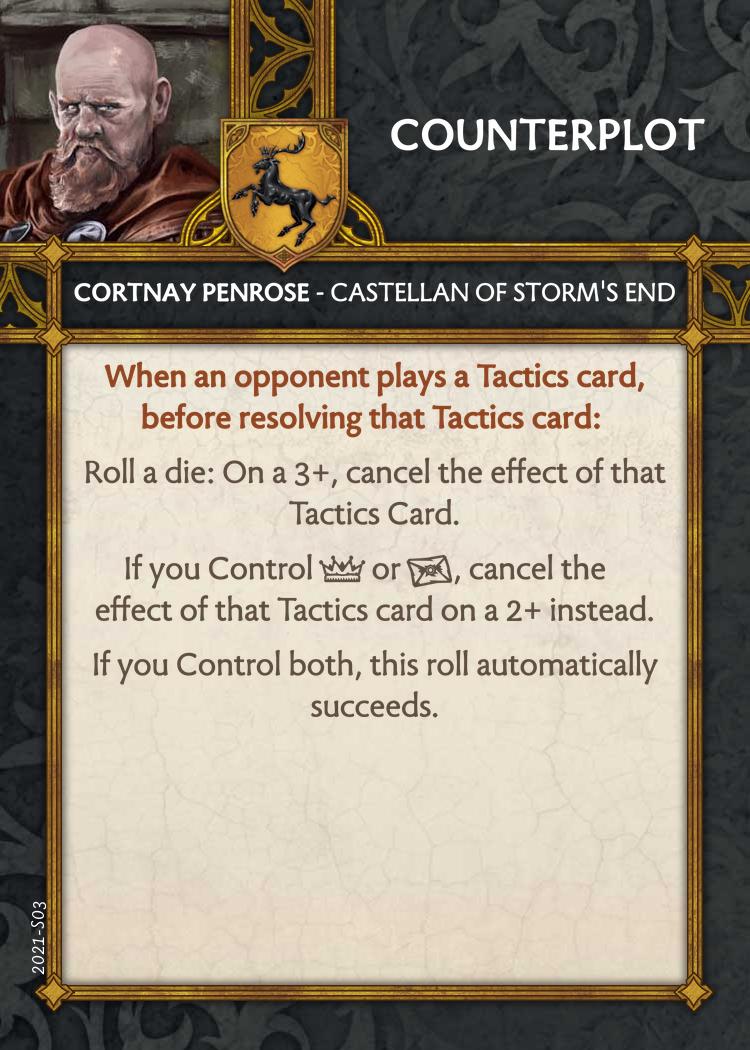 COUNTERPLOT
CORTNAY PENROSE - CASTELLAN OF STORM'S END
When an opponent plays a Tactics card,
before resolving that Tactics card:
Roll a die: On a 3+, cancel the effect of that
Tactics Card.
If you Control or , cancel the
effect of that Tactics card on a 2+ instead.
If you Control both, this roll automatically
succeeds.
2021-S03